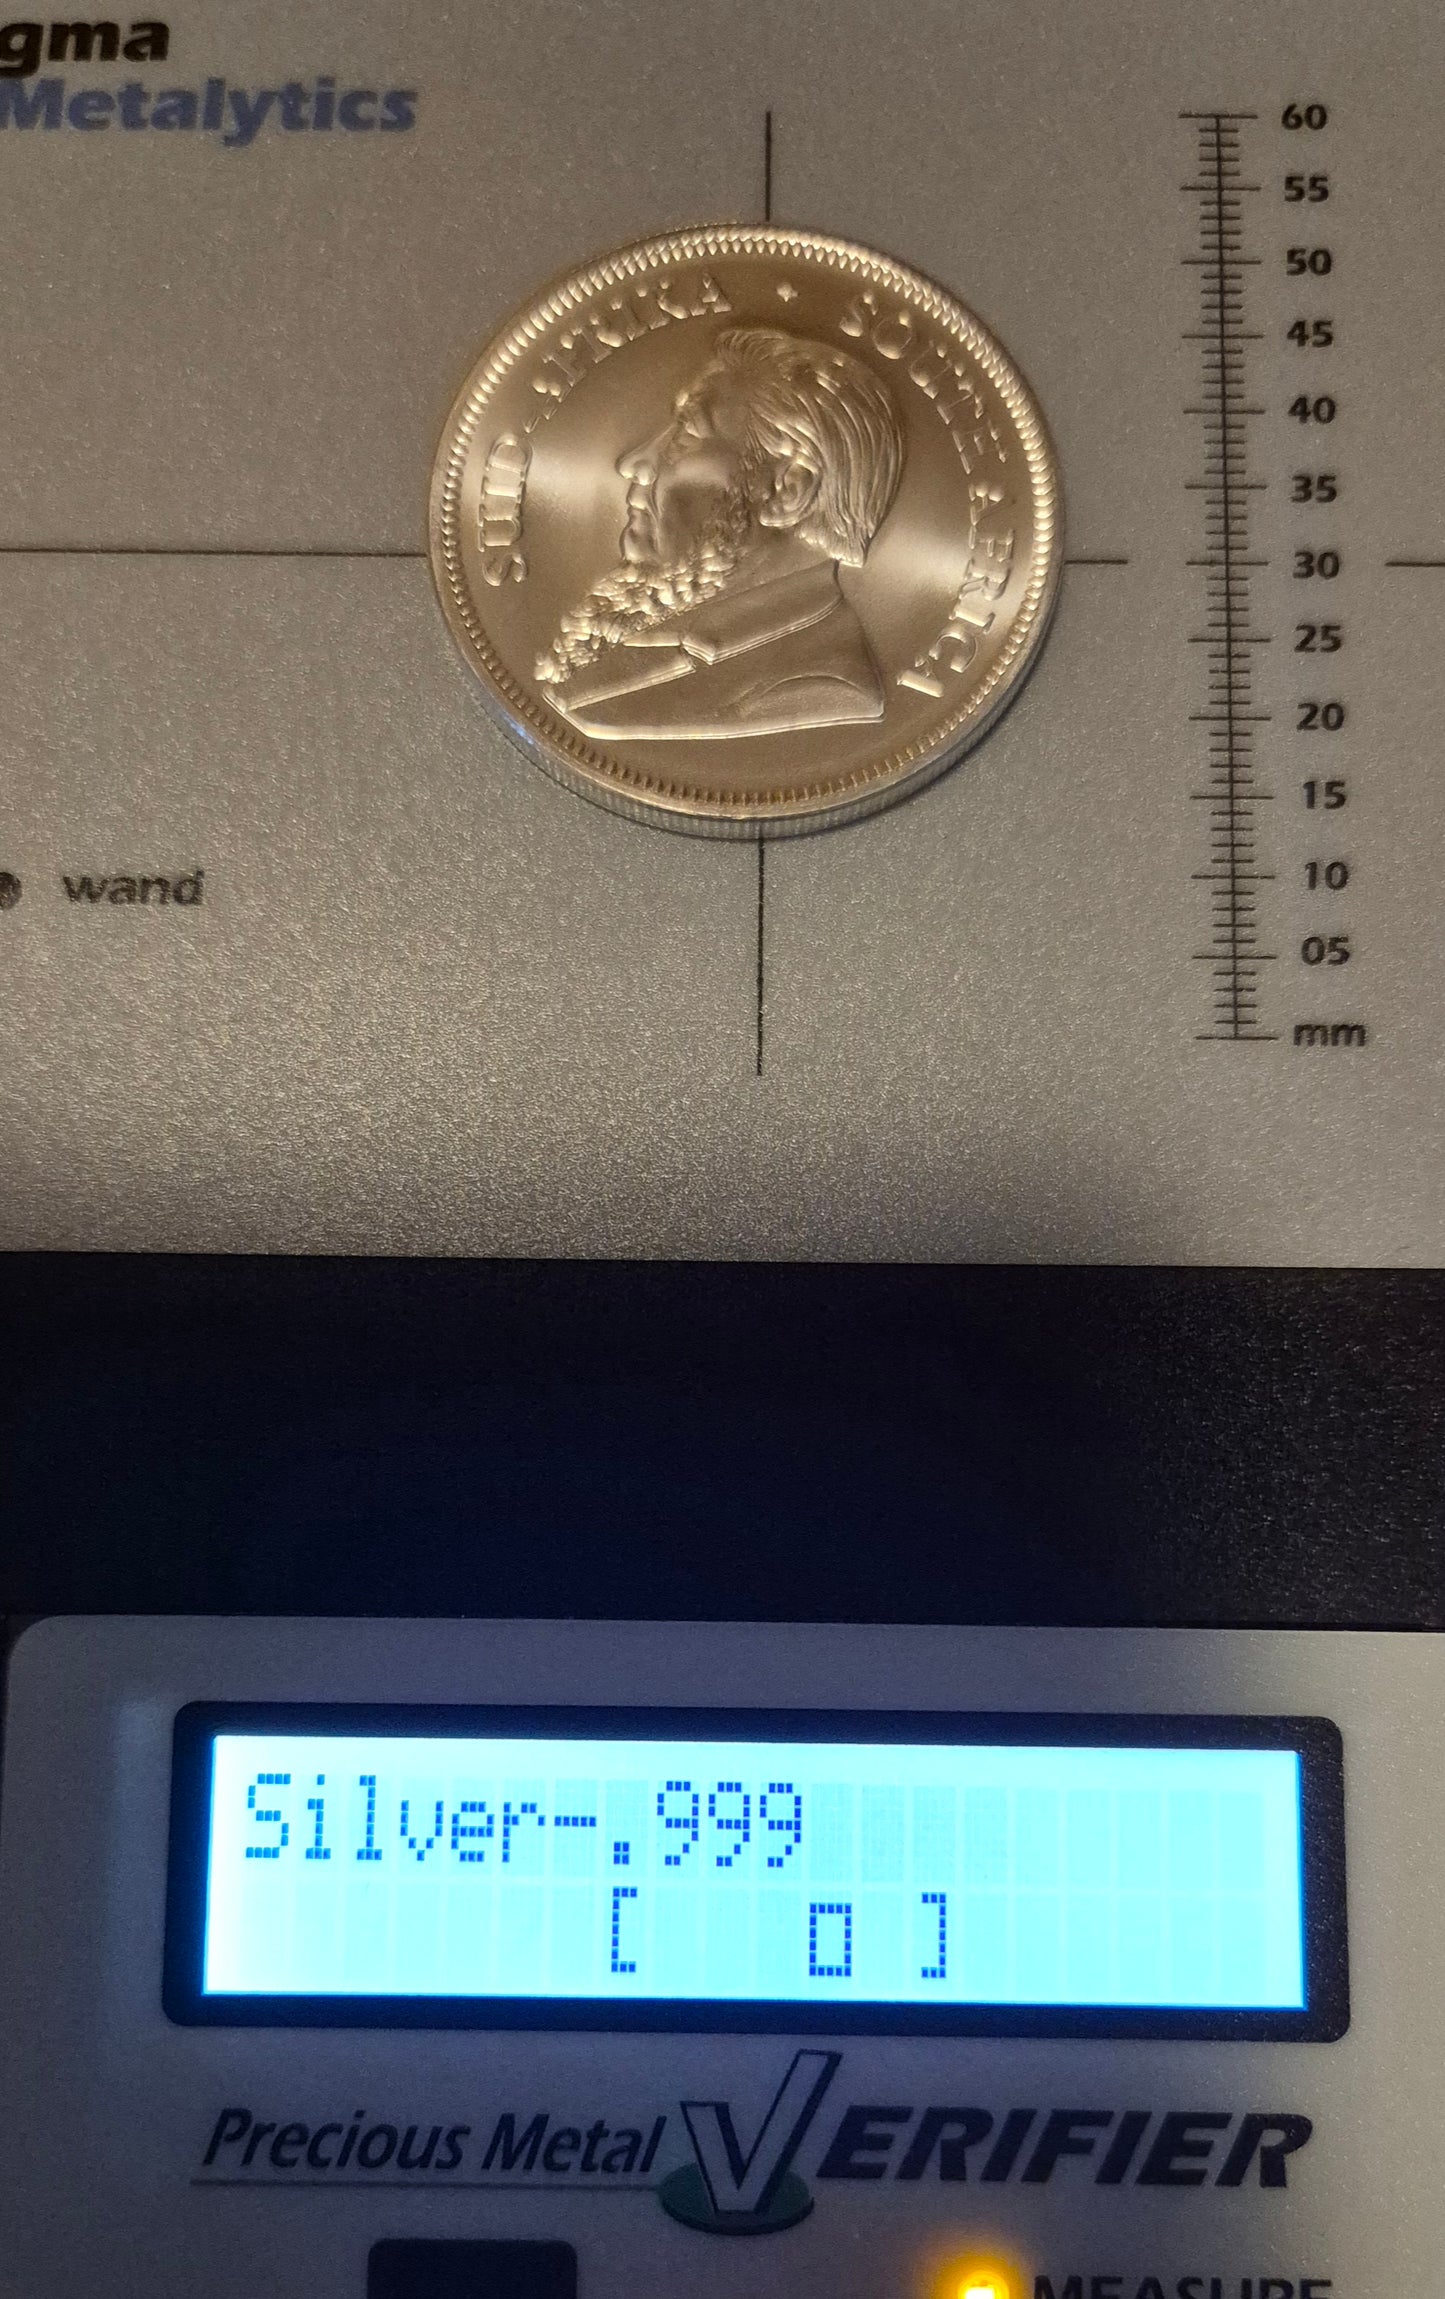 gma
Metalytics
SUID-AFRIKA · SOUTH AFRICA
60
55
50
45
40
35
30
25
20
15
10
05
mm
wand
Silver-.999
[ ]
Precious Metal VERIFIER
MEASURE